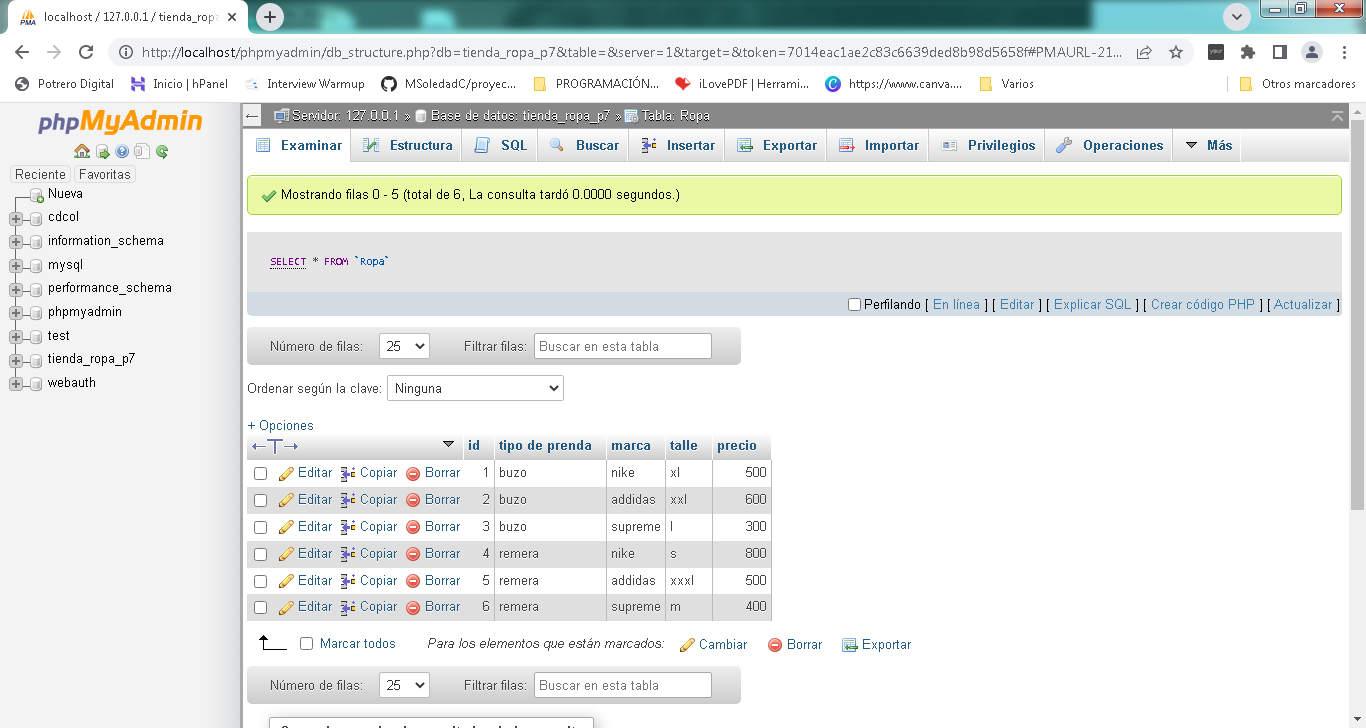 localhost / 127.0.0.1 / tienda_ropa
http://localhost/phpmyadmin/db_structure.php?db=tienda_ropa_p7&table=&server=1&target=&token=7014eac1ae2c83c6639ded8b98d5658f#PMAURL-21...
Potrero Digital Inicio | hPanel Interview Warmup MSoledadC/proyec... PROGRAMACIÓN... iLovePDF | Herrami... https://www.canva.... Varios Otros marcadores
phpMyAdmin
Reciente Favoritas
Nueva
cdcol
information_schema
mysql
performance_schema
phpmyadmin
test
tienda_ropa_p7
webauth
Servidor: 127.0.0.1 » Base de datos: tienda_ropa_p7 » Tabla: Ropa
Examinar Estructura SQL Buscar Insertar Exportar Importar Privilegios Operaciones Más
Mostrando filas 0 - 5 (total de 6, La consulta tardó 0.0000 segundos.)
SELECT * FROM `Ropa`
Perfilando [ En línea ] [ Editar ] [ Explicar SQL ] [ Crear código PHP ] [ Actualizar ]
Número de filas: 25 Filtrar filas: Buscar en esta tabla
Ordenar según la clave: Ninguna
+ Opciones
id tipo de prenda marca talle precio
Editar Copiar Borrar 1 buzo nike xl 500
Editar Copiar Borrar 2 buzo addidas xxl 600
Editar Copiar Borrar 3 buzo supreme l 300
Editar Copiar Borrar 4 remera nike s 800
Editar Copiar Borrar 5 remera addidas xxxl 500
Editar Copiar Borrar 6 remera supreme m 400
Marcar todos Para los elementos que están marcados: Cambiar Borrar Exportar
Número de filas: 25 Filtrar filas: Buscar en esta tabla